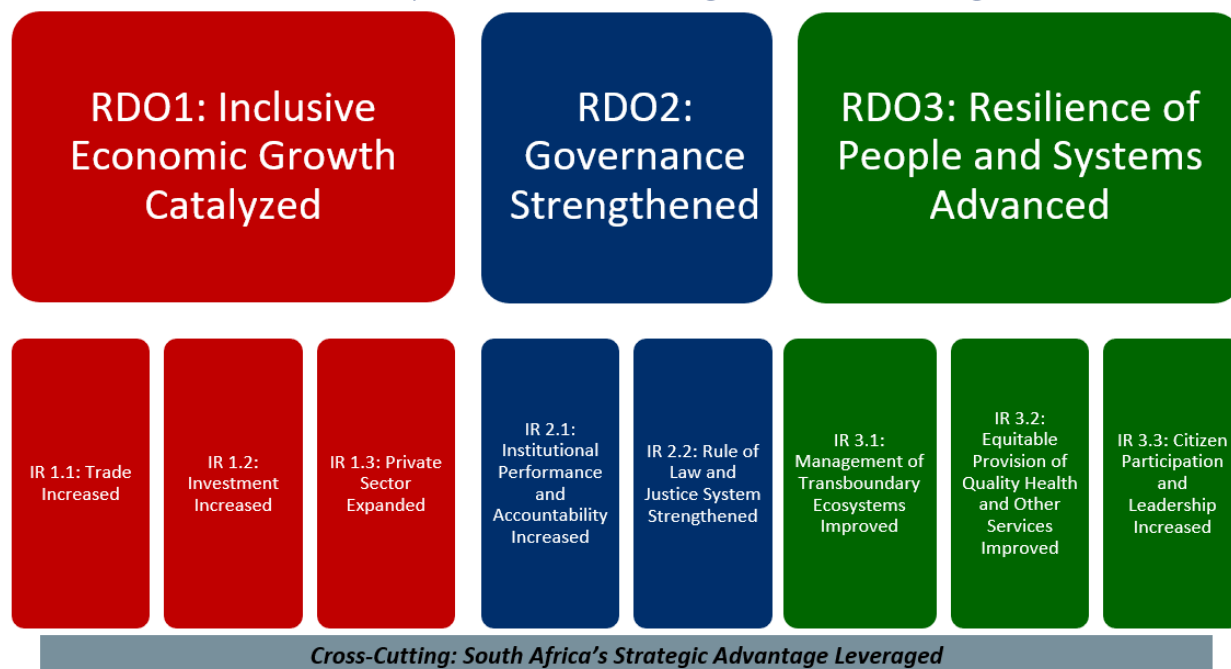 RDO1: Inclusive
Economic Growth
Catalyzed
RDO2:
Governance
Strengthened
RDO3: Resilience of
People and Systems
Advanced
IR 1.1: Trade
Increased
IR 1.2:
Investment
Increased
IR 1.3: Private
Sector
Expanded
IR 2.1:
Institutional
Performance
and
Accountability
Increased
IR 2.2: Rule of
Law and
Justice System
Strengthened
IR 3.1:
Management of
Transboundary
Ecosystems
Improved
IR 3.2:
Equitable
Provision of
Quality Health
and Other
Services
Improved
IR 3.3: Citizen
Participation
and
Leadership
Increased
Cross-Cutting: South Africa’s Strategic Advantage Leveraged